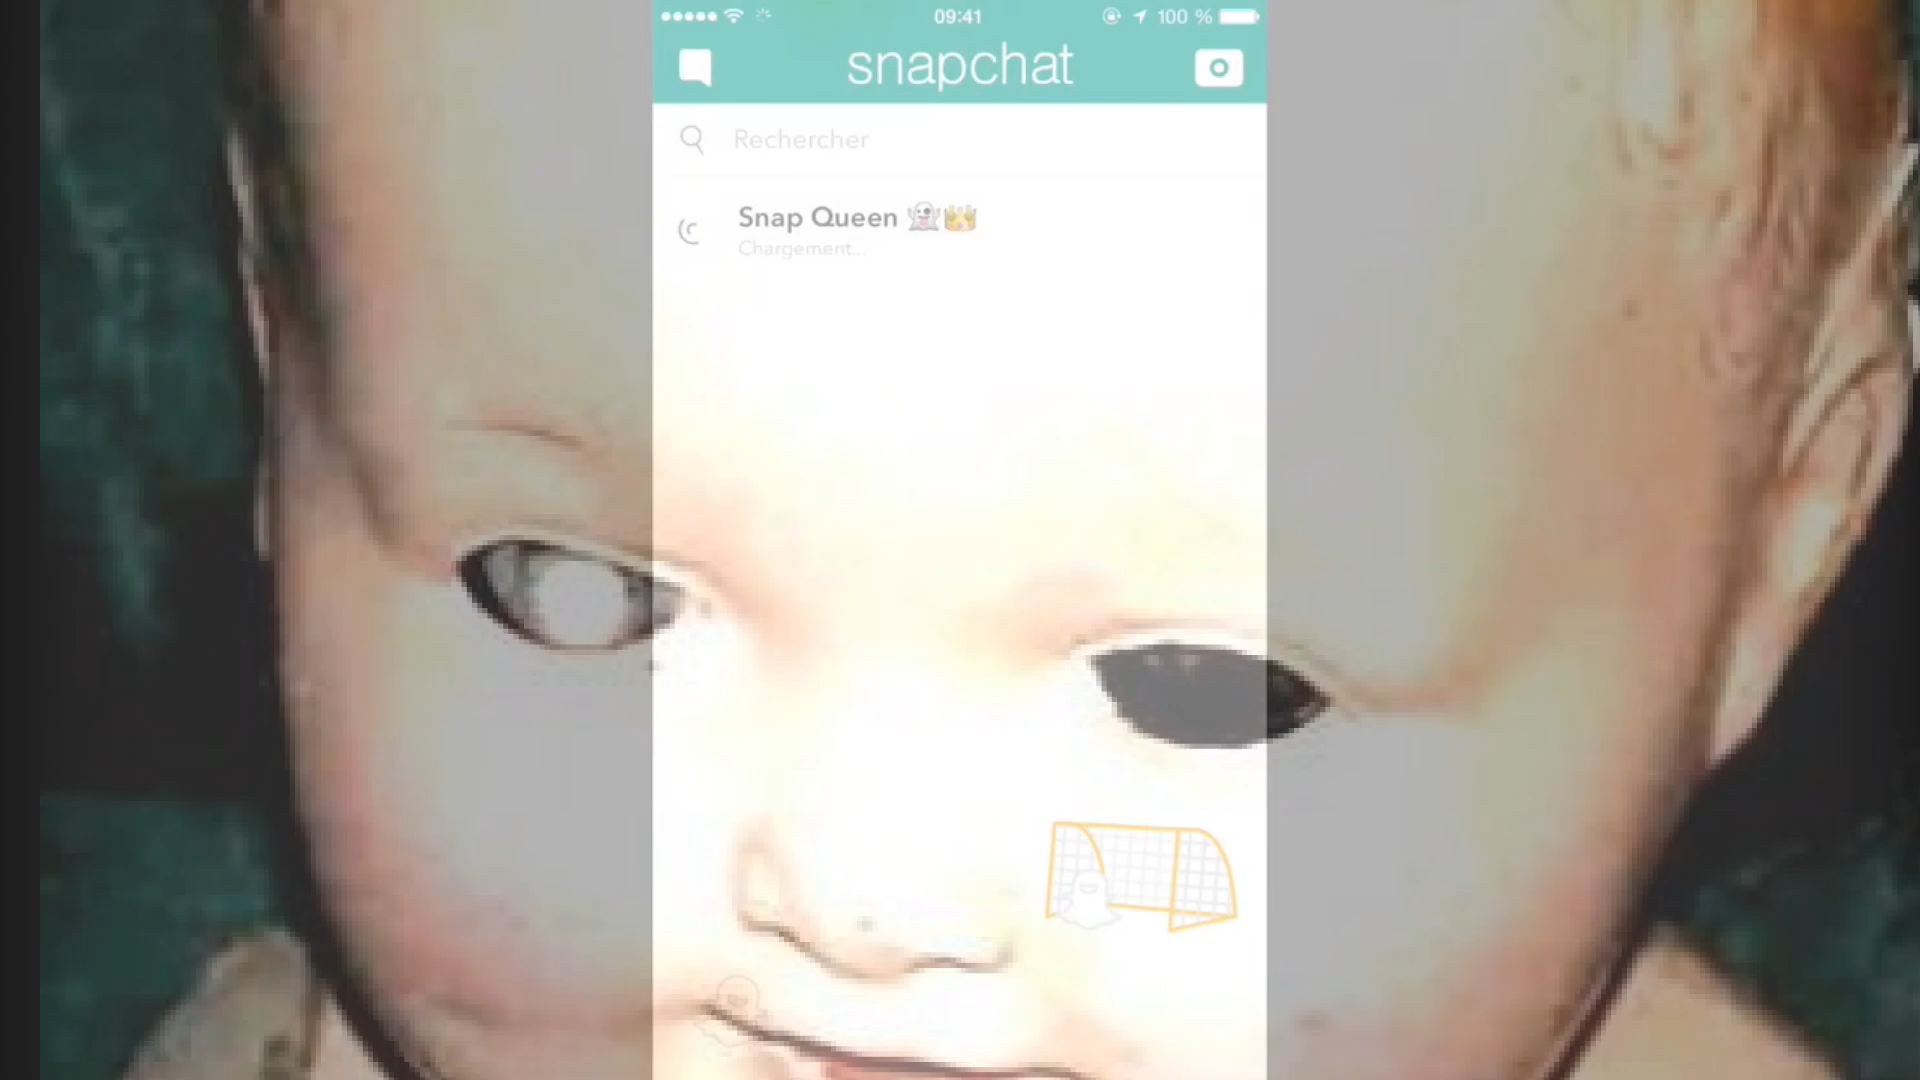 09:41
100 %
snapchat
Rechercher
Snap Queen 👻👑
Chargement...